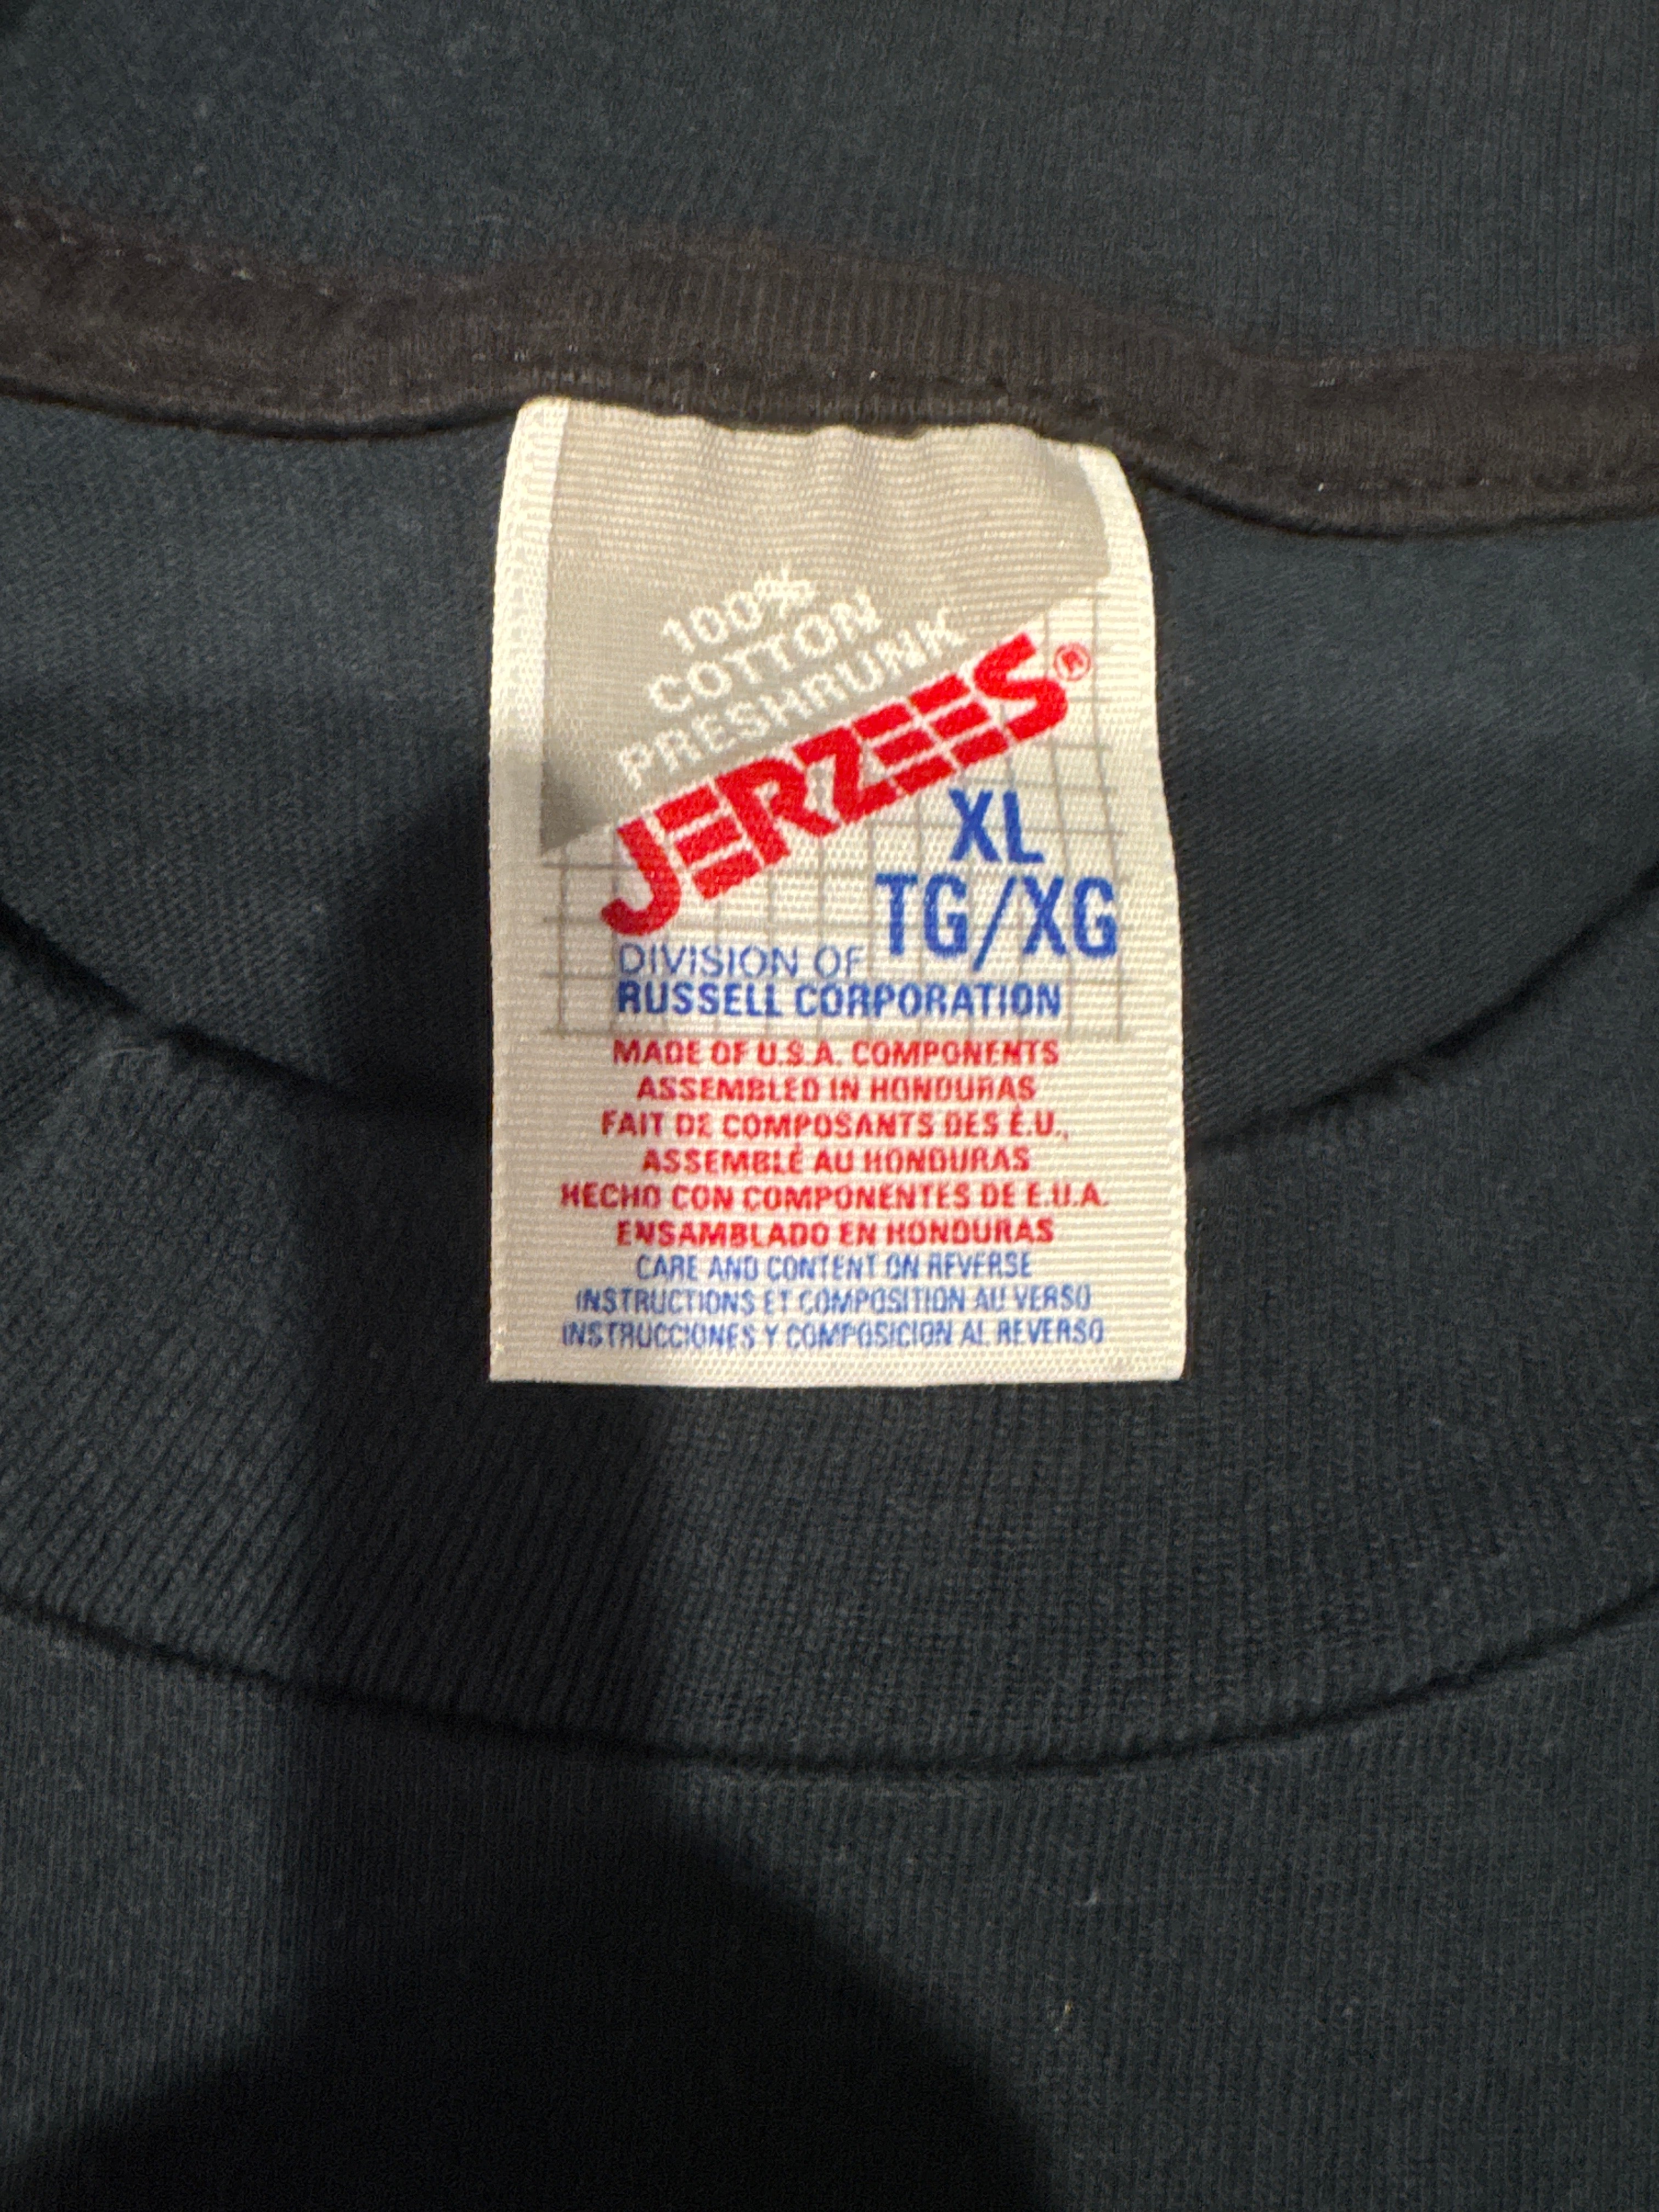 100%
COTTON
PRESHRUNK
JERZEES®
XL
TG/XG
DIVISION OF
RUSSELL CORPORATION
MADE OF U.S.A. COMPONENTS
ASSEMBLED IN HONDURAS
FAIT DE COMPOSANTS DES É.U.,
ASSEMBLÉ AU HONDURAS
HECHO CON COMPONENTES DE E.U.A.
ENSAMBLADO EN HONDURAS
CARE AND CONTENT ON REVERSE
INSTRUCTIONS ET COMPOSITION AU VERSO
INSTRUCCIONES Y COMPOSICION AL REVERSO